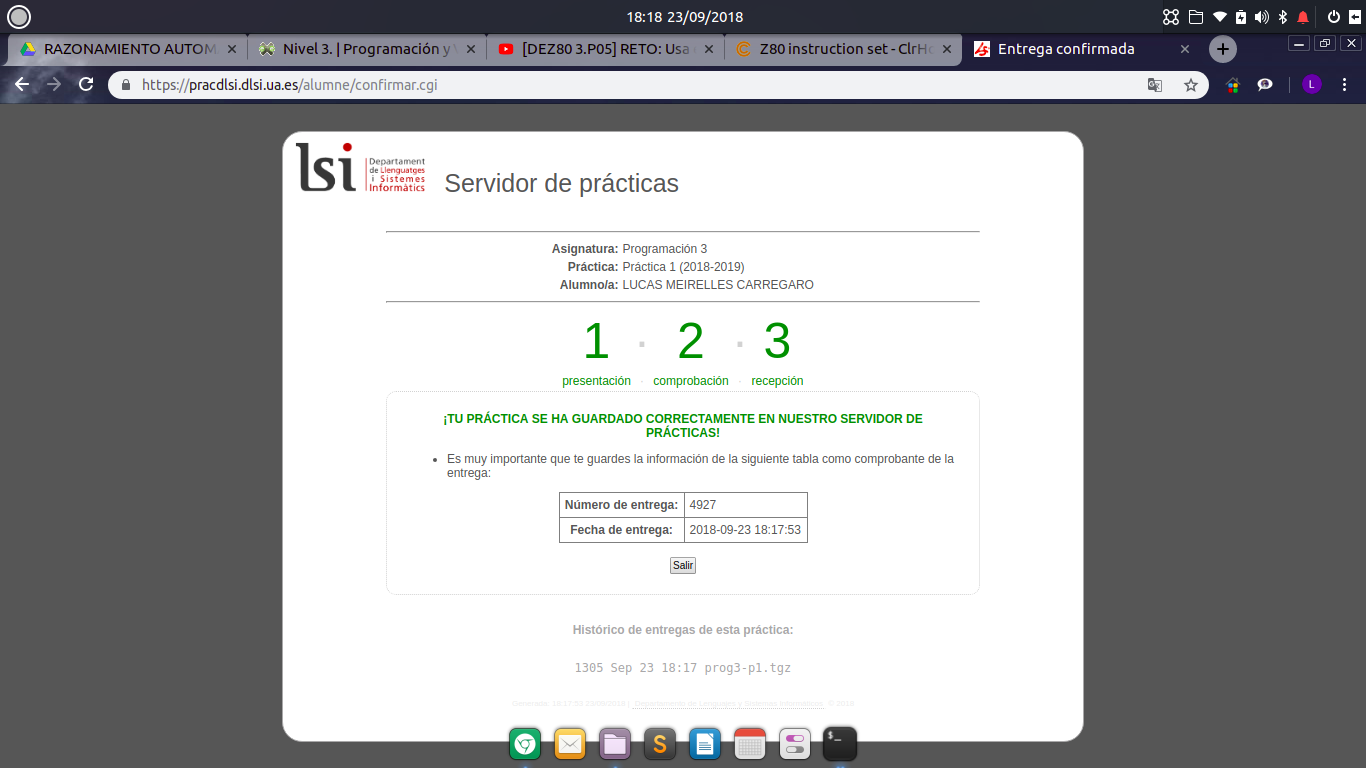 18:18 23/09/2018
RAZONAMIENTO AUTOM
Nivel 3. | Programación y
[DEZ80 3.P05] RETO: Usa
Z80 instruction set - ClrHo
Entrega confirmada
https://pracdlsi.dlsi.ua.es/alumne/confirmar.cgi
L
lsi
Departament
de Llenguatges
i Sistemes
Informàtics
Servidor de prácticas
Asignatura: Programación 3
Práctica: Práctica 1 (2018-2019)
Alumno/a: LUCAS MEIRELLES CARREGARO
1 · 2 · 3
presentación · comprobación · recepción
¡TU PRÁCTICA SE HA GUARDADO CORRECTAMENTE EN NUESTRO SERVIDOR DE
PRÁCTICAS!
• Es muy importante que te guardes la información de la siguiente tabla como comprobante de la
entrega:
Número de entrega: 4927
Fecha de entrega: 2018-09-23 18:17:53
Salir
Histórico de entregas de esta práctica:
1305 Sep 23 18:17 prog3-p1.tgz
S
$_